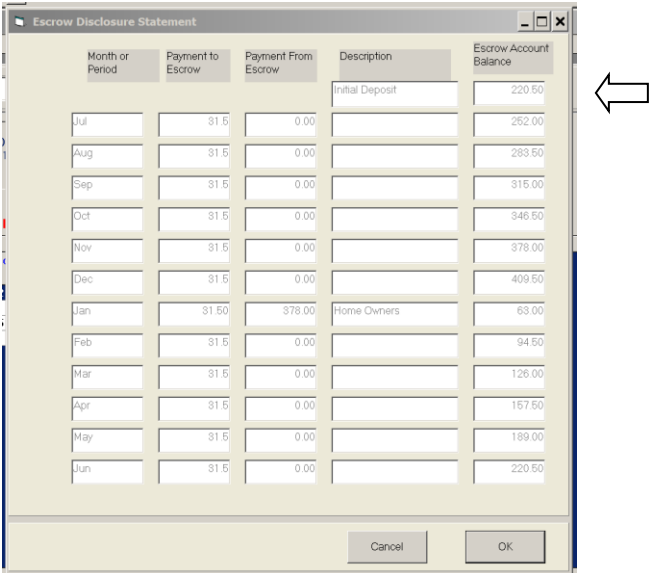 Escrow Disclosure Statement
Month or Period Payment to Escrow Payment From Escrow Description Escrow Account Balance
Initial Deposit 220.50
Jul 31.5 0.00 252.00
Aug 31.5 0.00 283.50
Sep 31.5 0.00 315.00
Oct 31.5 0.00 346.50
Nov 31.5 0.00 378.00
Dec 31.5 0.00 409.50
Jan 31.50 378.00 Home Owners 63.00
Feb 31.5 0.00 94.50
Mar 31.5 0.00 126.00
Apr 31.5 0.00 157.50
May 31.5 0.00 189.00
Jun 31.5 0.00 220.50
Cancel OK